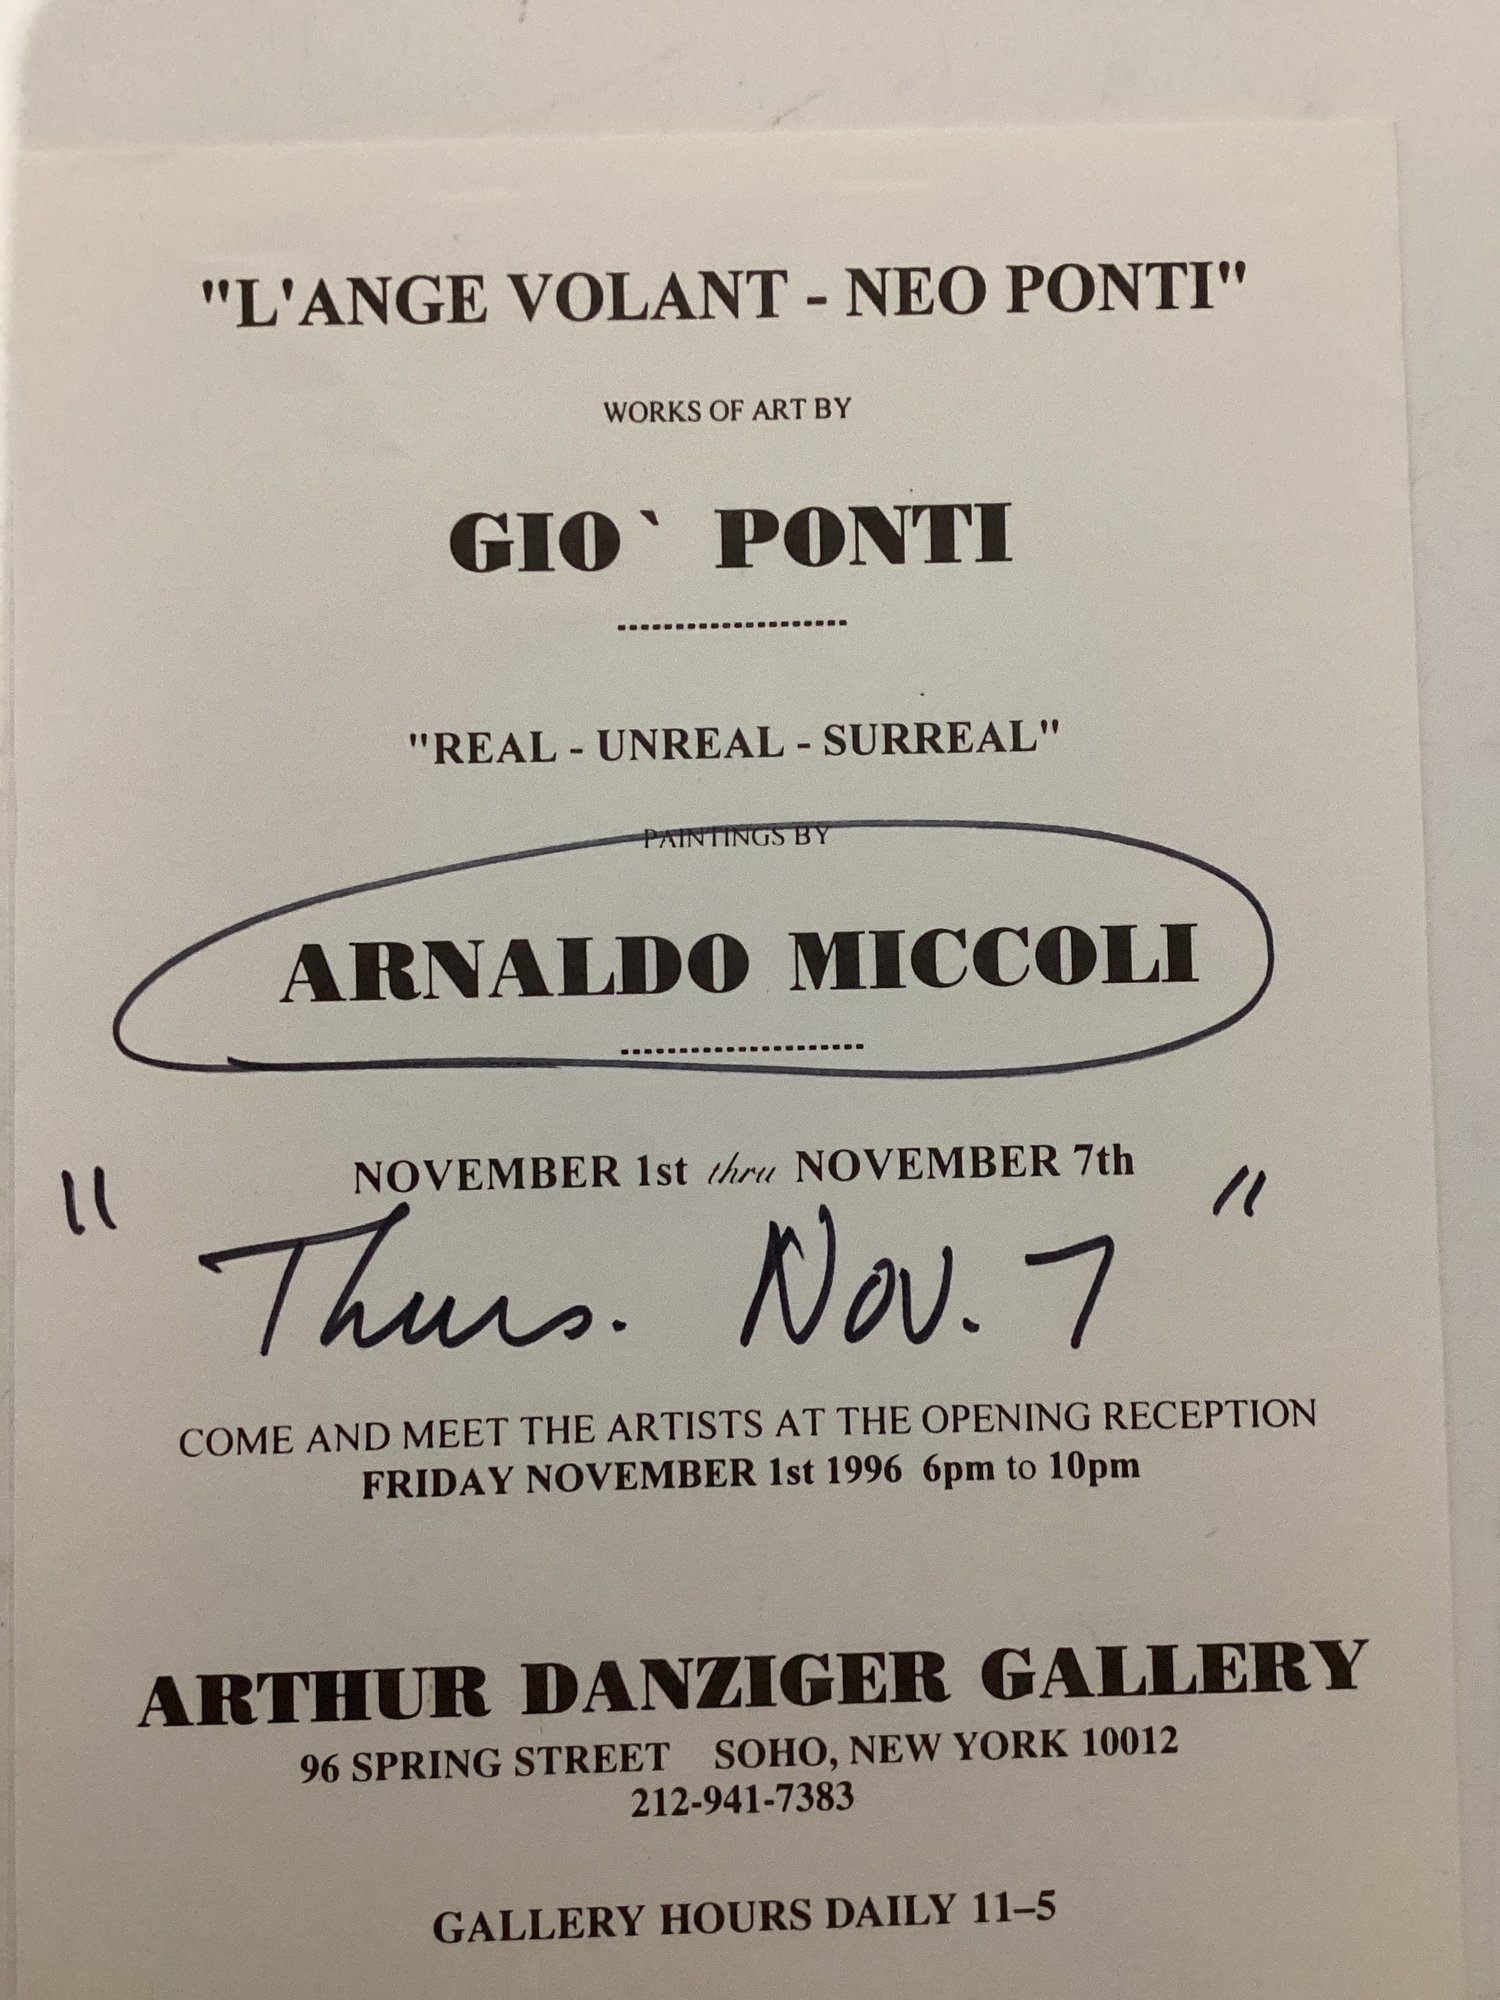 "L'ANGE VOLANT - NEO PONTI"
WORKS OF ART BY
GIO` PONTI
--------------------
"REAL - UNREAL - SURREAL"
PAINTINGS BY
ARNALDO MICCOLI
---------------------
NOVEMBER 1st thru NOVEMBER 7th
" Thurs. Nov. 7 "
COME AND MEET THE ARTISTS AT THE OPENING RECEPTION
FRIDAY NOVEMBER 1st 1996 6pm to 10pm
ARTHUR DANZIGER GALLERY
96 SPRING STREET SOHO, NEW YORK 10012
212-941-7383
GALLERY HOURS DAILY 11–5